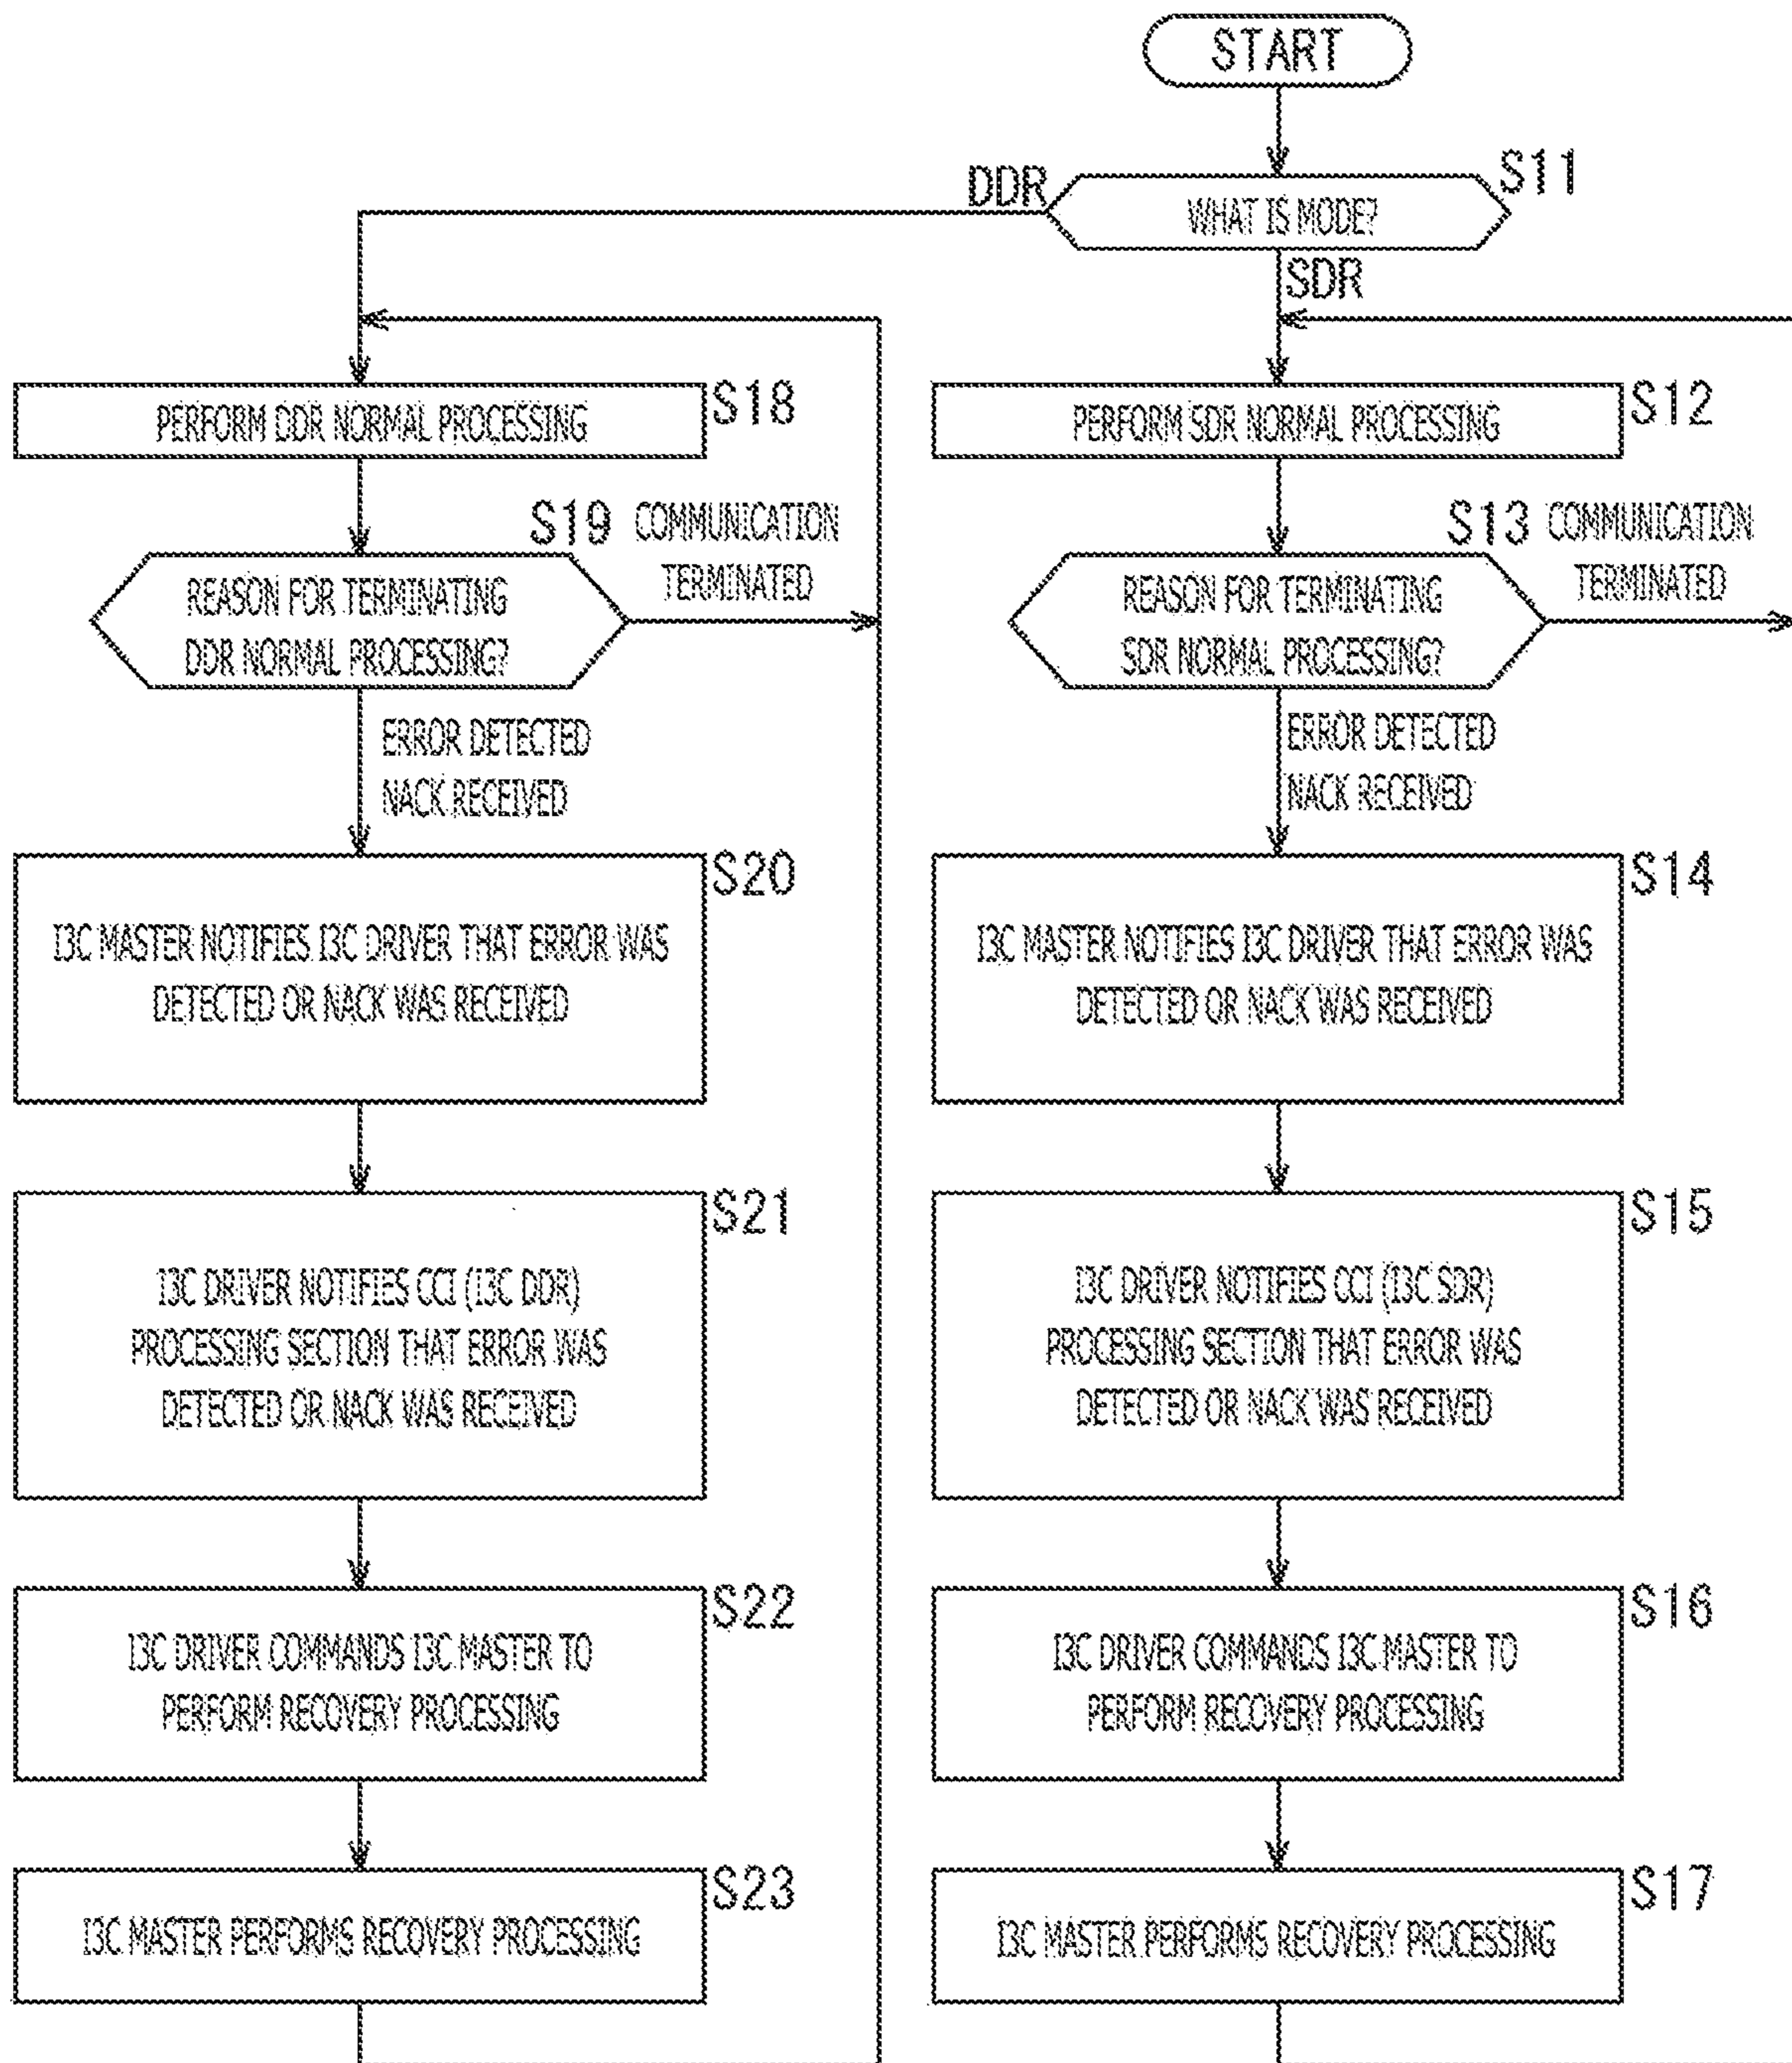 START
S11
DDR
WHAT IS MODE?
SDR
PERFORM DDR NORMAL PROCESSING
S18
S19 COMMUNICATION
TERMINATED
REASON FOR TERMINATING
DDR NORMAL PROCESSING?
ERROR DETECTED
NACK RECEIVED
S20
I3C MASTER NOTIFIES I3C DRIVER THAT ERROR WAS
DETECTED OR NACK WAS RECEIVED
S21
I3C DRIVER NOTIFIES CCI (I3C DDR)
PROCESSING SECTION THAT ERROR WAS
DETECTED OR NACK WAS RECEIVED
S22
I3C DRIVER COMMANDS I3C MASTER TO
PERFORM RECOVERY PROCESSING
S23
I3C MASTER PERFORMS RECOVERY PROCESSING
PERFORM SDR NORMAL PROCESSING
S12
S13 COMMUNICATION
TERMINATED
REASON FOR TERMINATING
SDR NORMAL PROCESSING?
ERROR DETECTED
NACK RECEIVED
S14
I3C MASTER NOTIFIES I3C DRIVER THAT ERROR WAS
DETECTED OR NACK WAS RECEIVED
S15
I3C DRIVER NOTIFIES CCI (I3C SDR)
PROCESSING SECTION THAT ERROR WAS
DETECTED OR NACK WAS RECEIVED
S16
I3C DRIVER COMMANDS I3C MASTER TO
PERFORM RECOVERY PROCESSING
S17
I3C MASTER PERFORMS RECOVERY PROCESSING